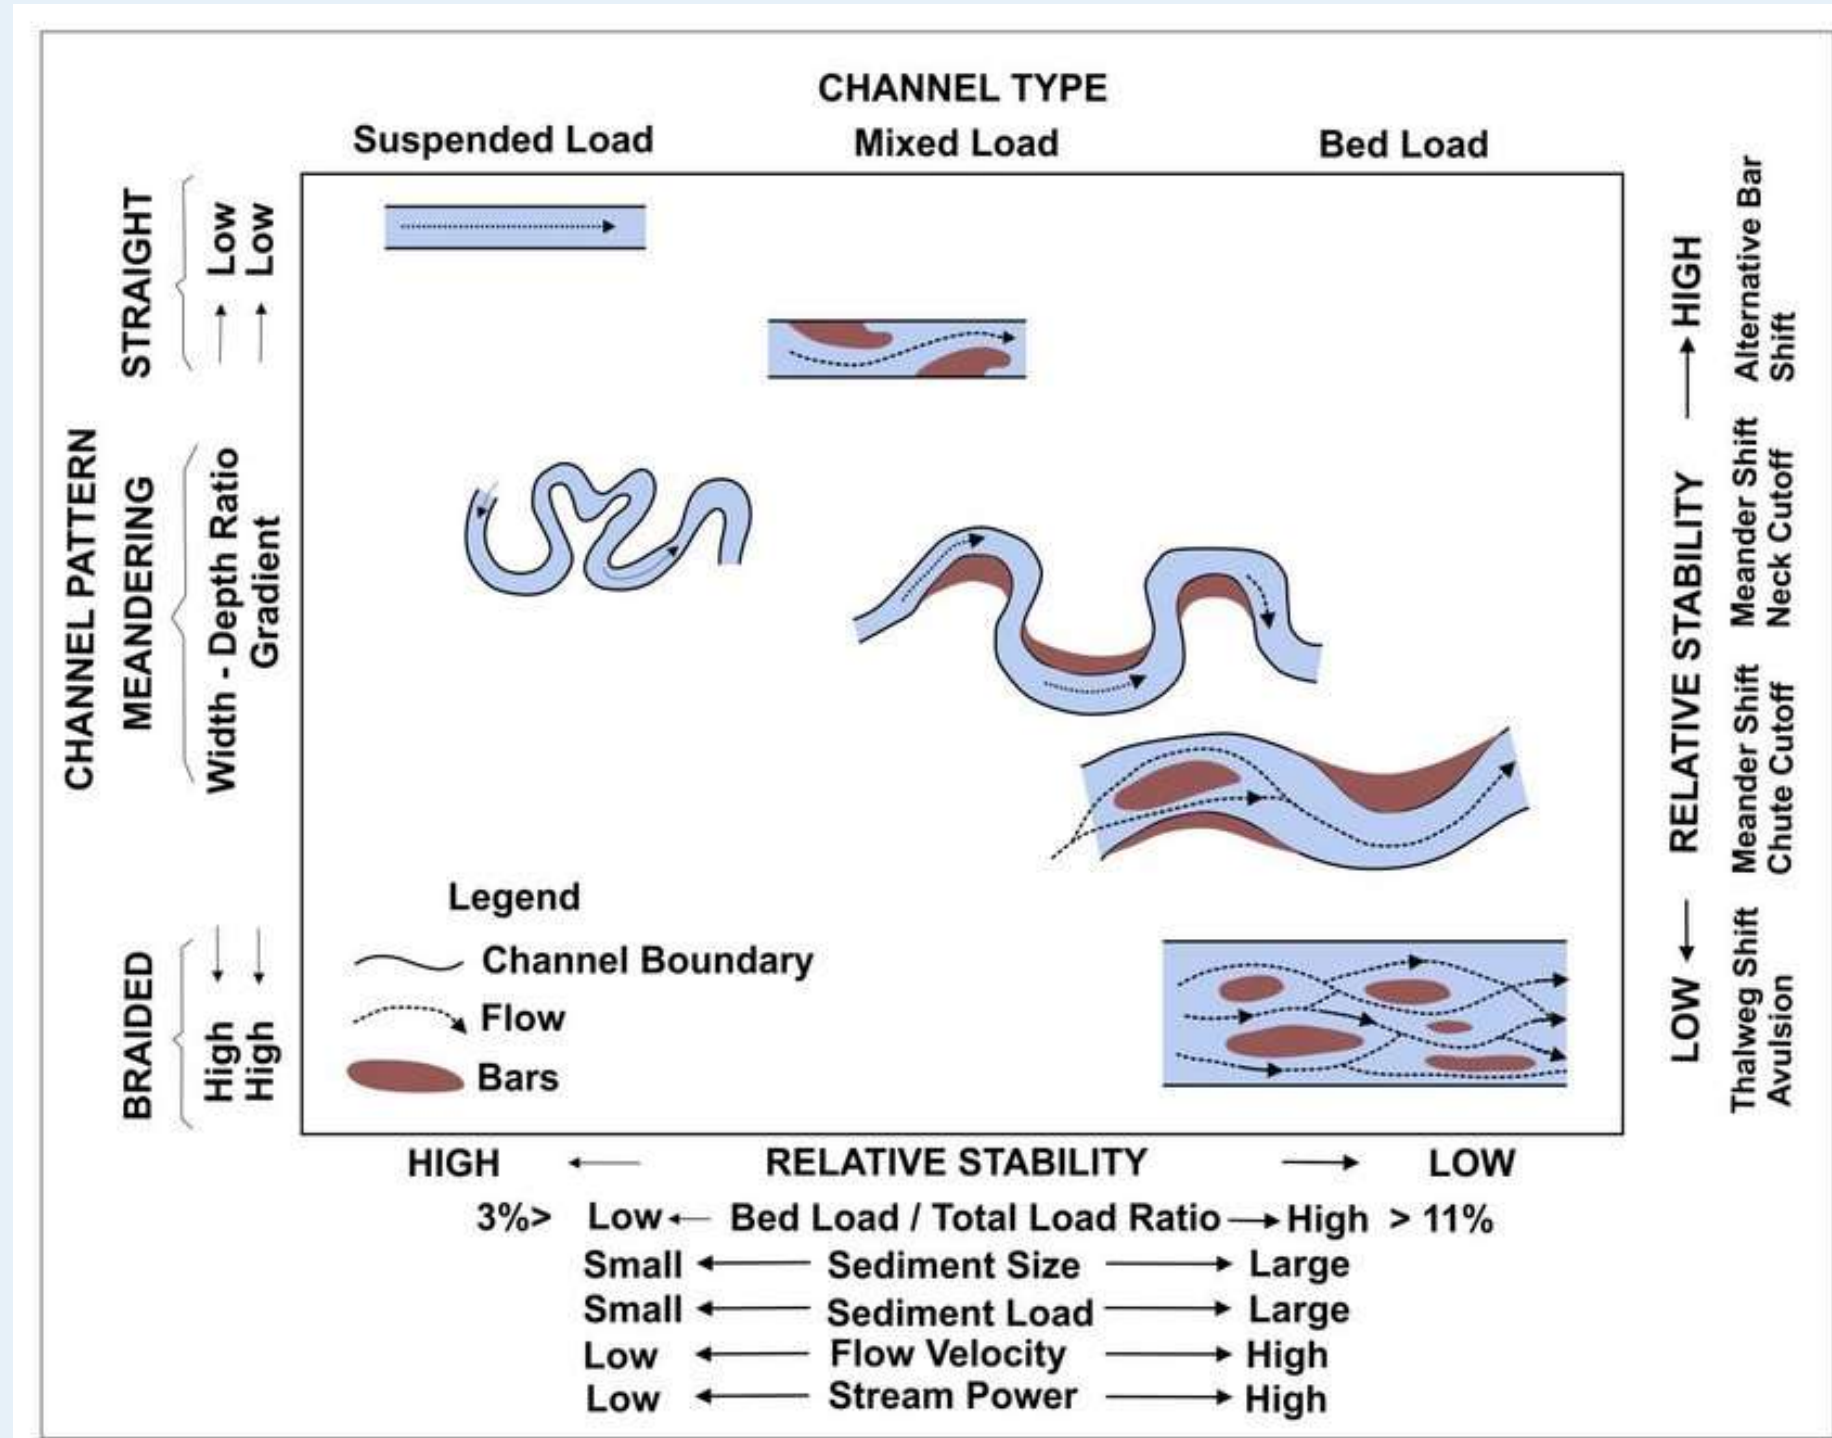 CHANNEL TYPE
Suspended Load
Mixed Load
Bed Load
CHANNEL PATTERN
STRAIGHT
MEANDERING
BRAIDED
Low
Low
Width - Depth Ratio
Gradient
High
High
HIGH
RELATIVE STABILITY
LOW
Alternative Bar
Shift
Meander Shift
Neck Cutoff
Meander Shift
Chute Cutoff
Thalweg Shift
Avulsion
Legend
Channel Boundary
Flow
Bars
HIGH RELATIVE STABILITY LOW
3%> Low Bed Load / Total Load Ratio High > 11%
Small Sediment Size Large
Small Sediment Load Large
Low Flow Velocity High
Low Stream Power High